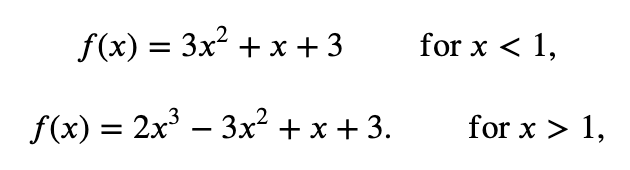 f(x) = 3x² + x + 3 for x < 1,
f(x) = 2x³ − 3x² + x + 3. for x > 1,